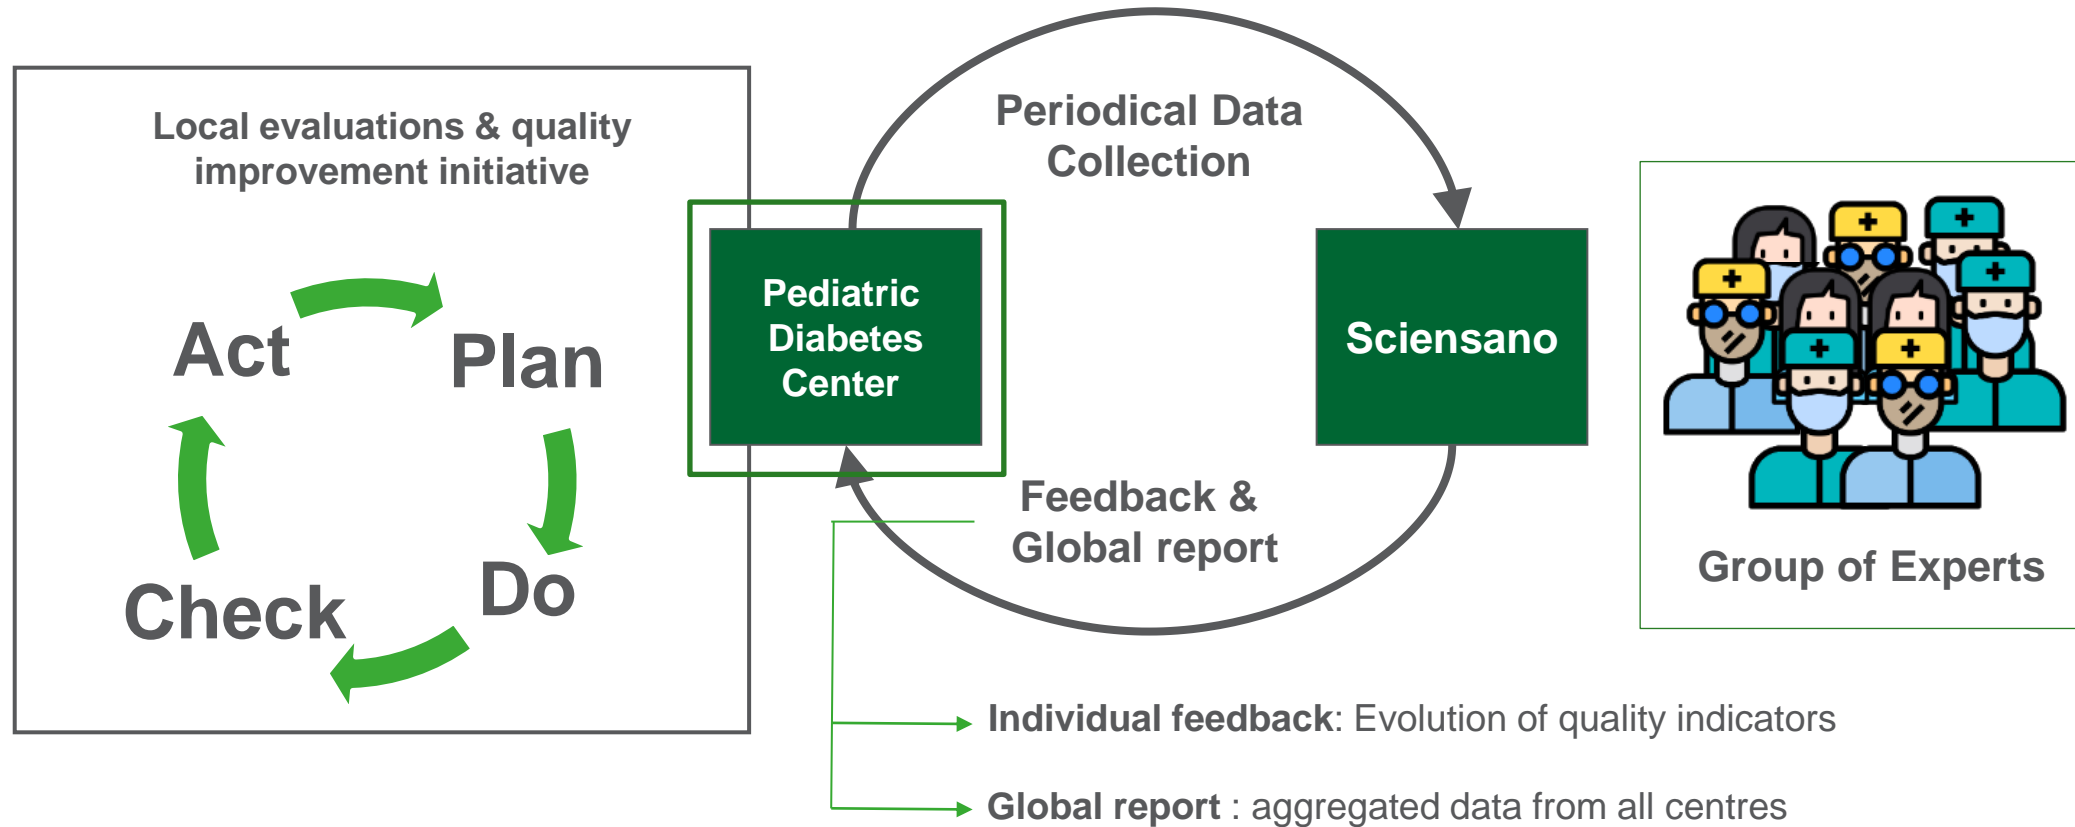 Local evaluations & quality
improvement initiative
Act
Plan
Do
Check
Pediatric
Diabetes
Center
Periodical Data
Collection
Sciensano
Feedback &
Global report
Group of Experts
Individual feedback: Evolution of quality indicators
Global report : aggregated data from all centres